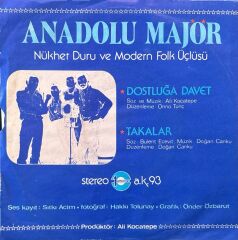 ANADOLU MAJÖR
Nükhet Duru ve Modern Folk Üçlüsü
★ DOSTLUĞA DAVET
Söz ve Müzik: Ali Kocatepe
Düzenleme: Onno Tunç
★ TAKALAR
Söz: Bülent Ecevit Müzik: Doğan Canku
Düzenleme: Doğan Canku
stereo a.k.93
Ses kayıt: Sıtkı Acim • fotoğraf: Hakkı Tolunay • Grafik: Önder Özbarut
Prodüktör: Ali Kocatepe